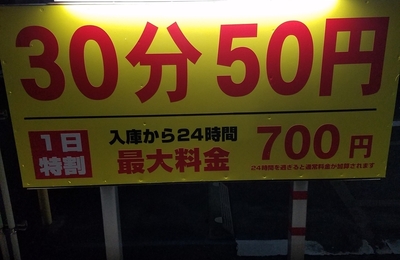 30分50円
1日
特割
入庫から24時間
最大料金
700円
24時間を過ぎると通常料金が加算されます